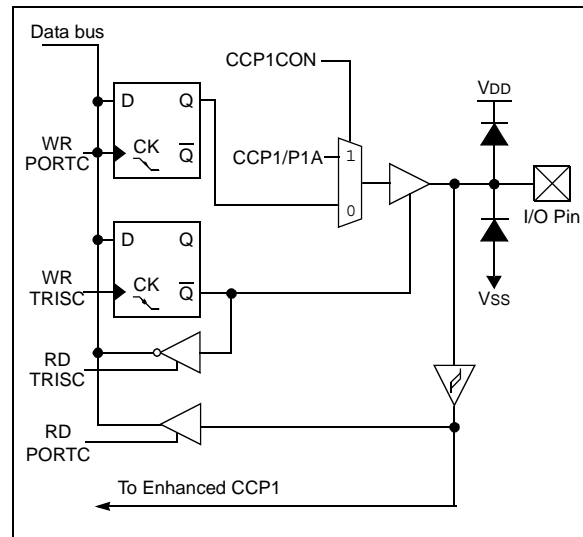 Data bus
CCP1CON
VDD
D Q
WR
PORTC
CK Q
CCP1/P1A
1
0
I/O Pin
D Q
WR
TRISC
CK Q
VSS
RD
TRISC
RD
PORTC
To Enhanced CCP1